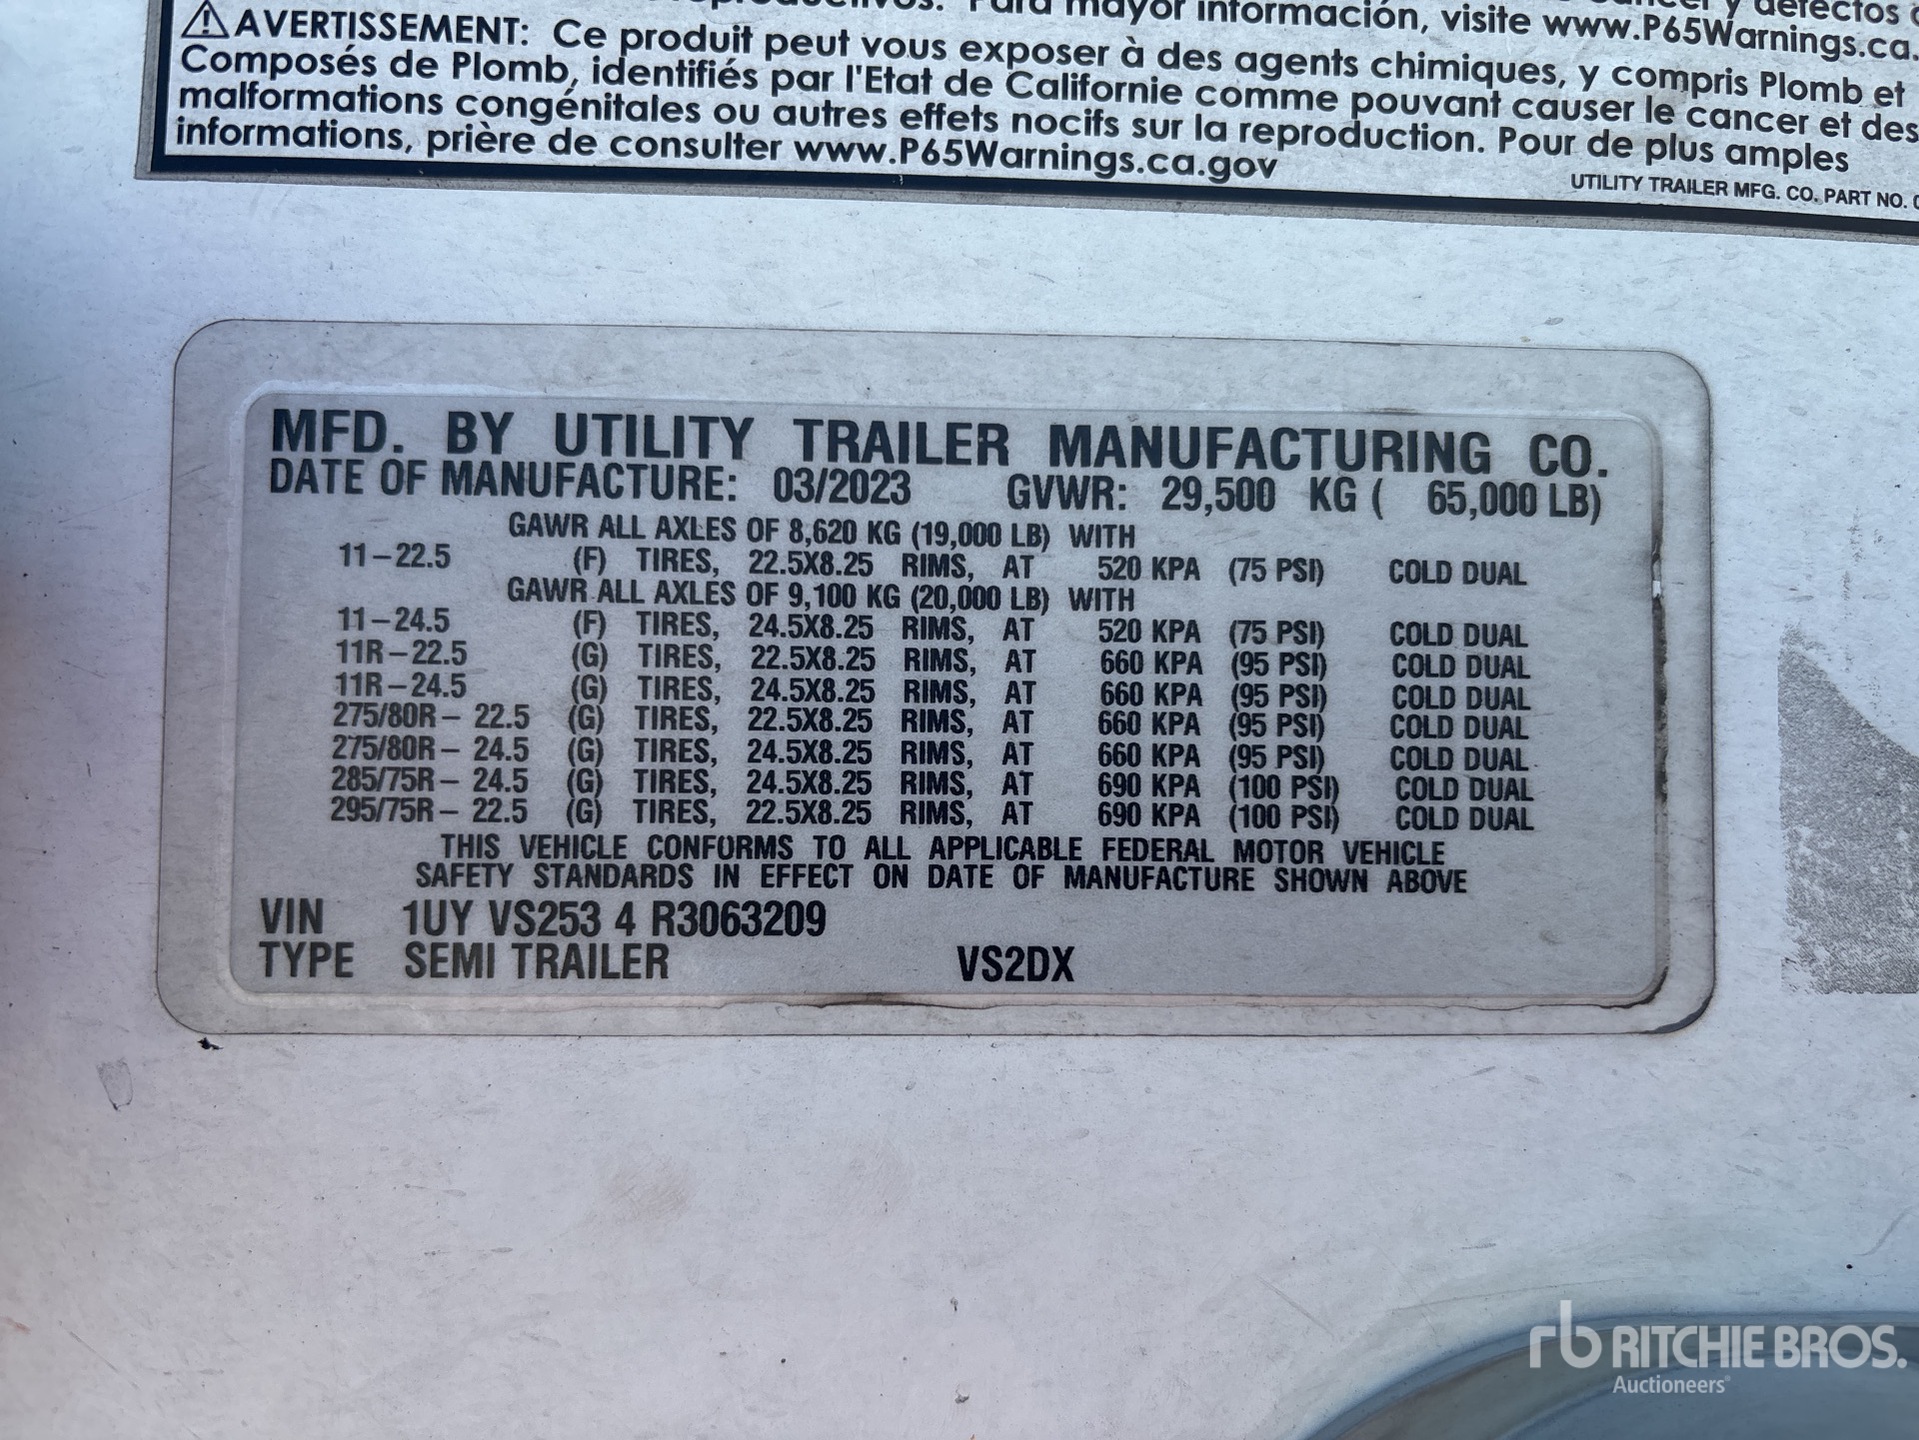 oductivos. Para mayor información, visite www.P65Warnings.ca.
y defectos
⚠ AVERTISSEMENT: Ce produit peut vous exposer à des agents chimiques, y compris Plomb et
Composés de Plomb, identifiés par l'Etat de Californie comme pouvant causer le cancer et des
malformations congénitales ou autres effets nocifs sur la reproduction. Pour de plus amples
informations, prière de consulter www.P65Warnings.ca.gov
UTILITY TRAILER MFG. CO. PART NO.
MFD. BY UTILITY TRAILER MANUFACTURING CO.
DATE OF MANUFACTURE: 03/2023 GVWR: 29,500 KG ( 65,000 LB)
GAWR ALL AXLES OF 8,620 KG (19,000 LB) WITH
11-22.5 (F) TIRES, 22.5X8.25 RIMS, AT 520 KPA (75 PSI) COLD DUAL
GAWR ALL AXLES OF 9,100 KG (20,000 LB) WITH
11-24.5 (F) TIRES, 24.5X8.25 RIMS, AT 520 KPA (75 PSI) COLD DUAL
11R-22.5 (G) TIRES, 22.5X8.25 RIMS, AT 660 KPA (95 PSI) COLD DUAL
11R-24.5 (G) TIRES, 24.5X8.25 RIMS, AT 660 KPA (95 PSI) COLD DUAL
275/80R- 22.5 (G) TIRES, 22.5X8.25 RIMS, AT 660 KPA (95 PSI) COLD DUAL
275/80R- 24.5 (G) TIRES, 24.5X8.25 RIMS, AT 660 KPA (95 PSI) COLD DUAL
285/75R- 24.5 (G) TIRES, 24.5X8.25 RIMS, AT 690 KPA (100 PSI) COLD DUAL
295/75R- 22.5 (G) TIRES, 22.5X8.25 RIMS, AT 690 KPA (100 PSI) COLD DUAL
THIS VEHICLE CONFORMS TO ALL APPLICABLE FEDERAL MOTOR VEHICLE
SAFETY STANDARDS IN EFFECT ON DATE OF MANUFACTURE SHOWN ABOVE
VIN 1UY VS253 4 R3063209
TYPE SEMI TRAILER VS2DX
rb RITCHIE BROS.
Auctioneers